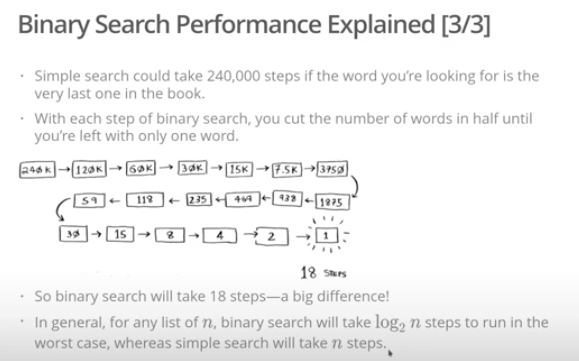 Binary Search Performance Explained [3/3]
· Simple search could take 240,000 steps if the word you're looking for is the
very last one in the book.
· With each step of binary search, you cut the number of words in half until
you're left with only one word.
240K → 120K → 60K → 30K → 15K → 7.5K → 3750
59 ← 118 ← 235 ← 469 ← 938 ← 1875
30 → 15 → 8 → 4 → 2 → 1
18 STEPS
· So binary search will take 18 steps—a big difference!
· In general, for any list of n, binary search will take log₂ n steps to run in the
worst case, whereas simple search will take n steps.